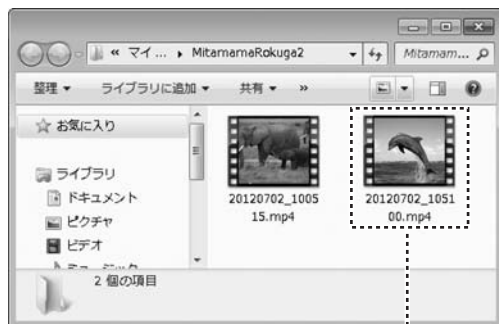 « マイ ... ▸ MitamamaRokuga2
Mitamam...
整理 ▼ ライブラリに追加 ▼ 共有 ▼ »
お気に入り
ライブラリ
ドキュメント
ピクチャ
ビデオ
20120702_1005
15.mp4
20120702_1051
00.mp4
2 個の項目